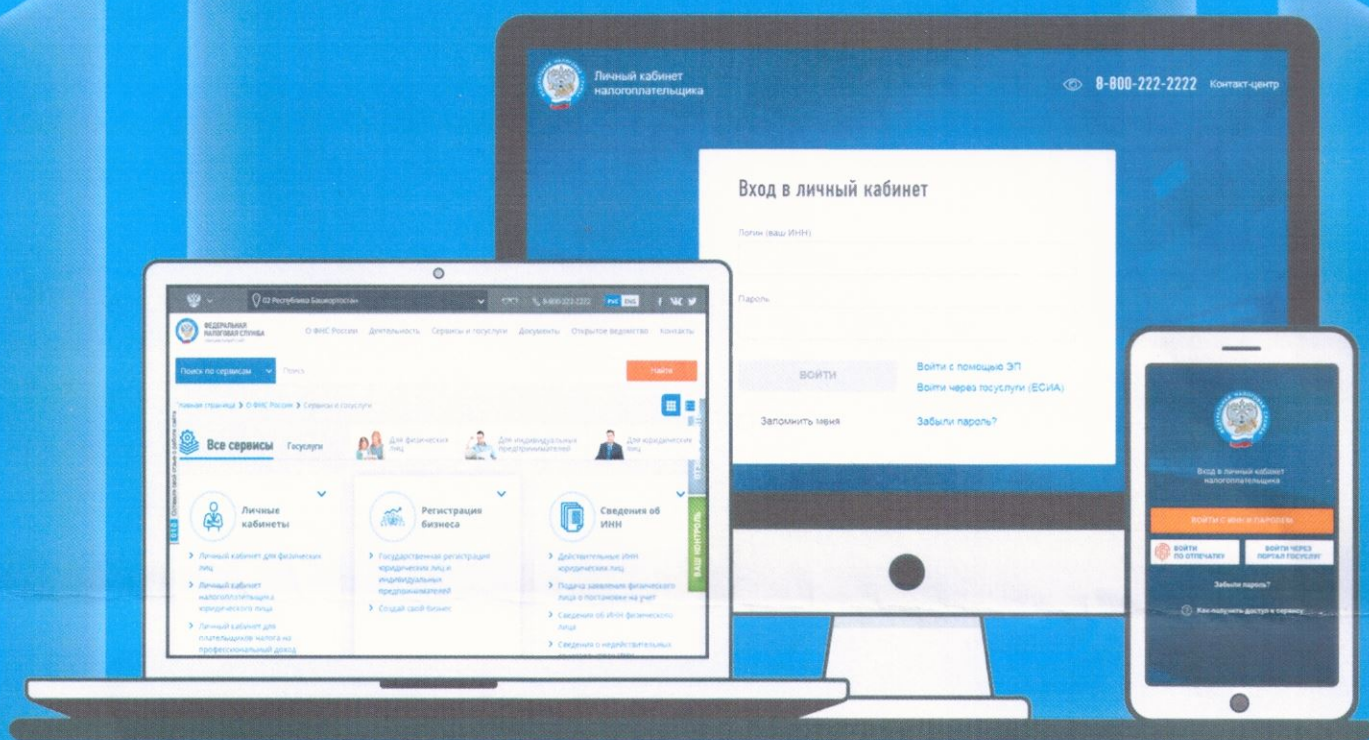 Личный кабинет
налогоплательщика
8-800-222-2222 Контакт-центр
Вход в личный кабинет
Логин (ваш ИНН)
Пароль
ВОЙТИ
Войти с помощью ЭП
Войти через госуслуги (ЕСИА)
Запомнить меня
Забыли пароль?
02 Республика Башкортостан
8-800-222-2222 РУС ENG
ФЕДЕРАЛЬНАЯ
НАЛОГОВАЯ СЛУЖБА
О ФНС России Деятельность Сервисы и госуслуги Документы Открытое ведомство Контакты
Поиск по сервисам Поиск Найти
Главная страница > О ФНС России > Сервисы и госуслуги
Все сервисы Госуслуги
Для физических
лиц
Для индивидуальных
предпринимателей
Для юридических
лиц
Личные
кабинеты
> Личный кабинет для физических
лиц
> Личный кабинет
налогоплательщика
юридического лица
> Личный кабинет для
плательщиков налога на
профессиональный доход
Регистрация
бизнеса
> Государственная регистрация
юридических лиц и
индивидуальных
предпринимателей
> Создай свой бизнес
Сведения об
ИНН
> Действительные ИНН
юридических лиц
> Подача заявления физического
лица о постановке на учет
> Сведения об ИНН физического
лица
> Сведения о недействительных
ВАШ КОНТРОЛЬ
Вход в личный кабинет
налогоплательщика
ВОЙТИ С ИНН И ПАРОЛЕМ
ВОЙТИ
ПО ОТПЕЧАТКУ
ВОЙТИ ЧЕРЕЗ
ПОРТАЛ ГОСУСЛУГ
Забыли пароль?
Как получить доступ к сервису